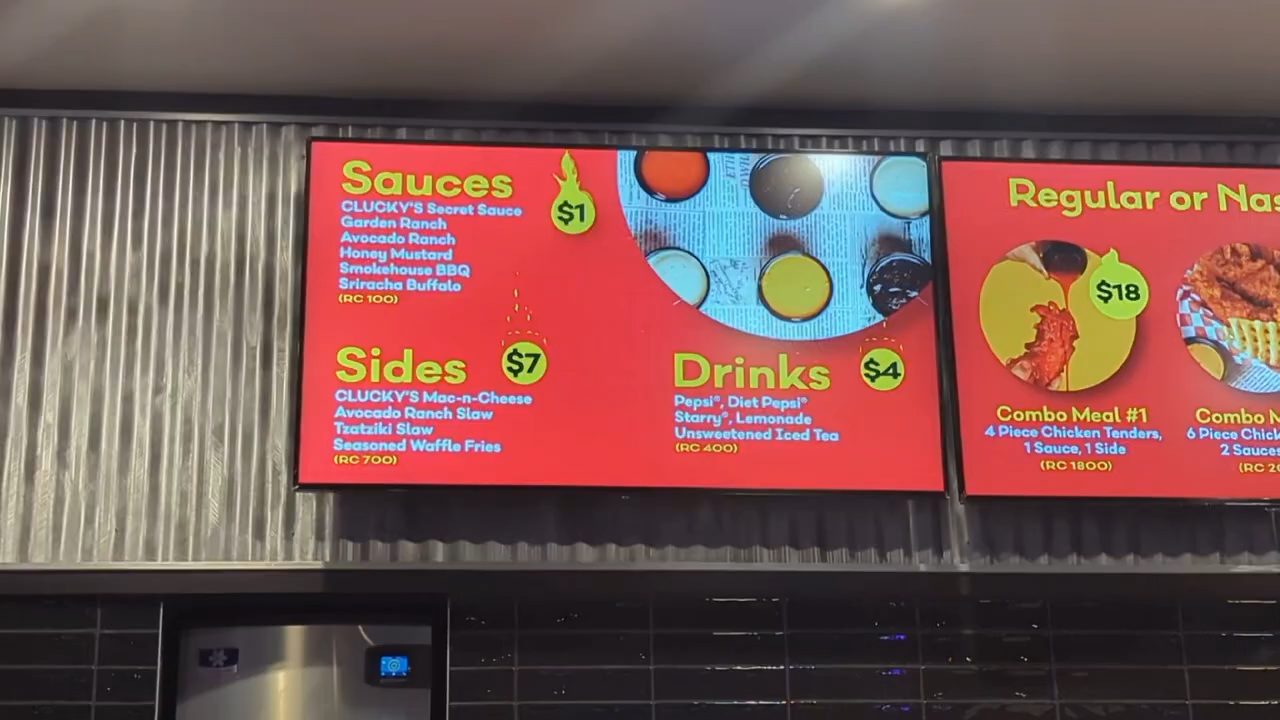 Sauces
$1
CLUCKY'S Secret Sauce
Garden Ranch
Avocado Ranch
Honey Mustard
Smokehouse BBQ
Sriracha Buffalo
(RC 100)
Sides
$7
CLUCKY'S Mac-n-Cheese
Avocado Ranch Slaw
Tzatziki Slaw
Seasoned Waffle Fries
(RC 700)
Drinks
$4
Pepsi®, Diet Pepsi®
Starry®, Lemonade
Unsweetened Iced Tea
(RC 400)
Regular or Nas
$18
Combo Meal #1
4 Piece Chicken Tenders,
1 Sauce, 1 Side
(RC 1800)
Combo M
6 Piece Chick
2 Sauces
(RC 2